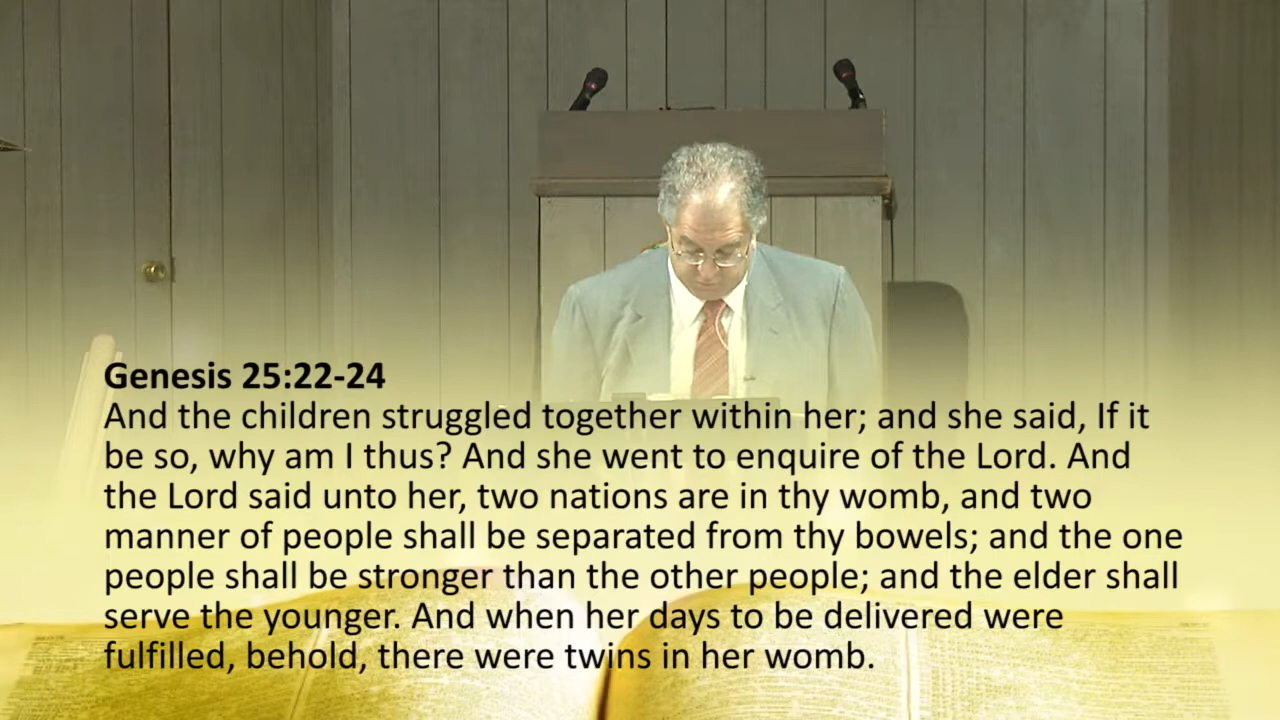 Genesis 25:22-24
And the children struggled together within her; and she said, If it
be so, why am I thus? And she went to enquire of the Lord. And
the Lord said unto her, two nations are in thy womb, and two
manner of people shall be separated from thy bowels; and the one
people shall be stronger than the other people; and the elder shall
serve the younger. And when her days to be delivered were
fulfilled, behold, there were twins in her womb.